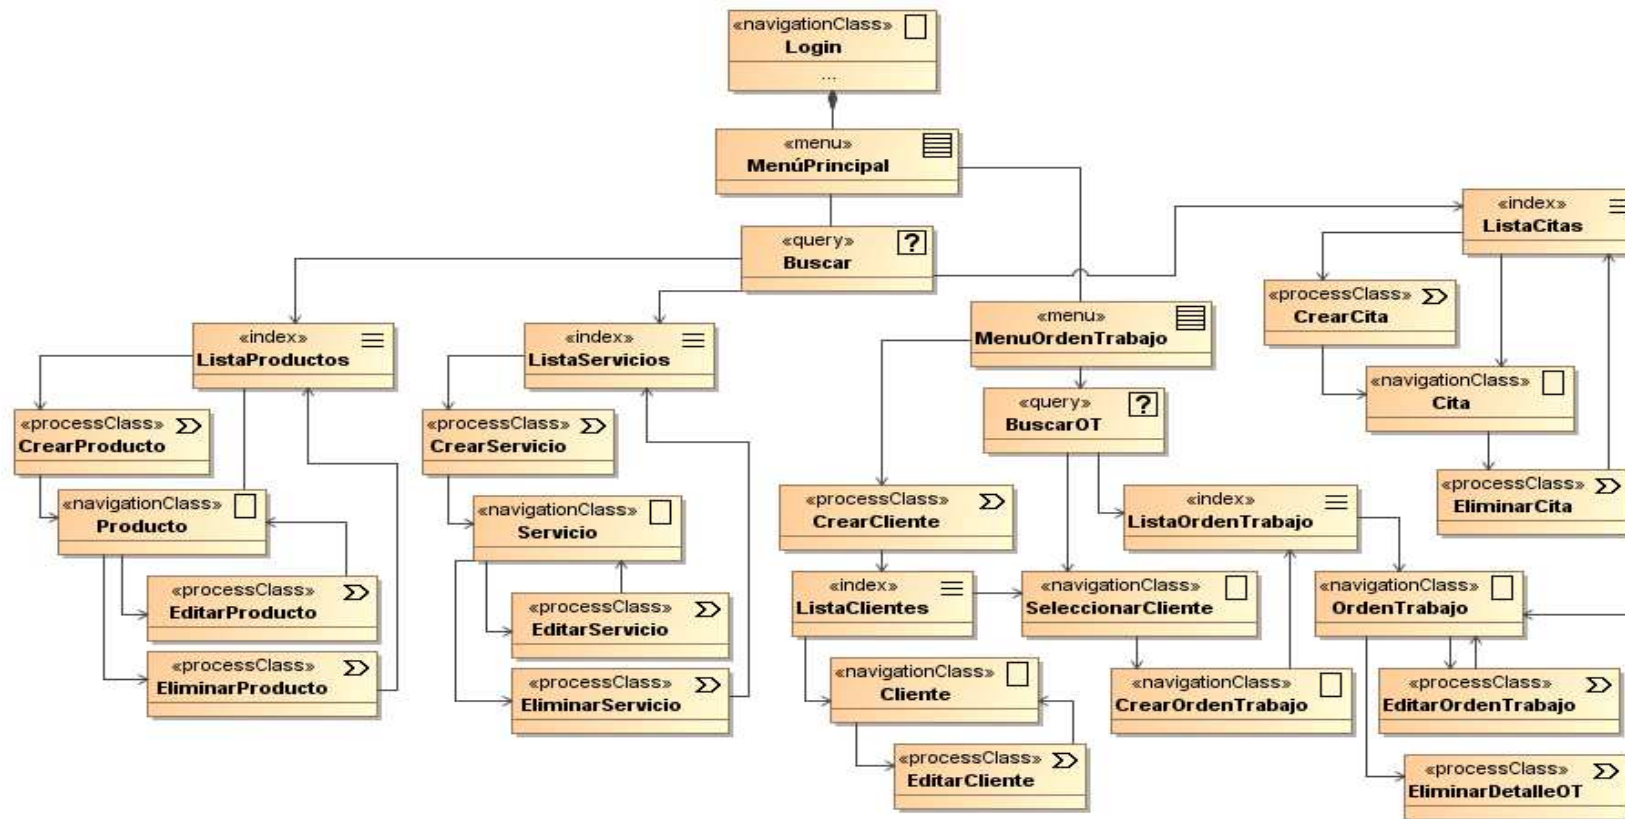 «navigationClass»
Login
...
«menu»
MenúPrincipal
«query»
?
Buscar
«index»
ListaCitas
«processClass»
CrearCita
«navigationClass»
Cita
«processClass»
EliminarCita
«index»
ListaProductos
«processClass»
CrearProducto
«navigationClass»
Producto
«processClass»
EditarProducto
«processClass»
EliminarProducto
«index»
ListaServicios
«processClass»
CrearServicio
«navigationClass»
Servicio
«processClass»
EditarServicio
«processClass»
EliminarServicio
«menu»
MenuOrdenTrabajo
«query»
?
BuscarOT
«processClass»
CrearCliente
«index»
ListaClientes
«navigationClass»
Cliente
«processClass»
EditarCliente
«index»
ListaOrdenTrabajo
«navigationClass»
SeleccionarCliente
«navigationClass»
CrearOrdenTrabajo
«navigationClass»
OrdenTrabajo
«processClass»
EditarOrdenTrabajo
«processClass»
EliminarDetalleOT